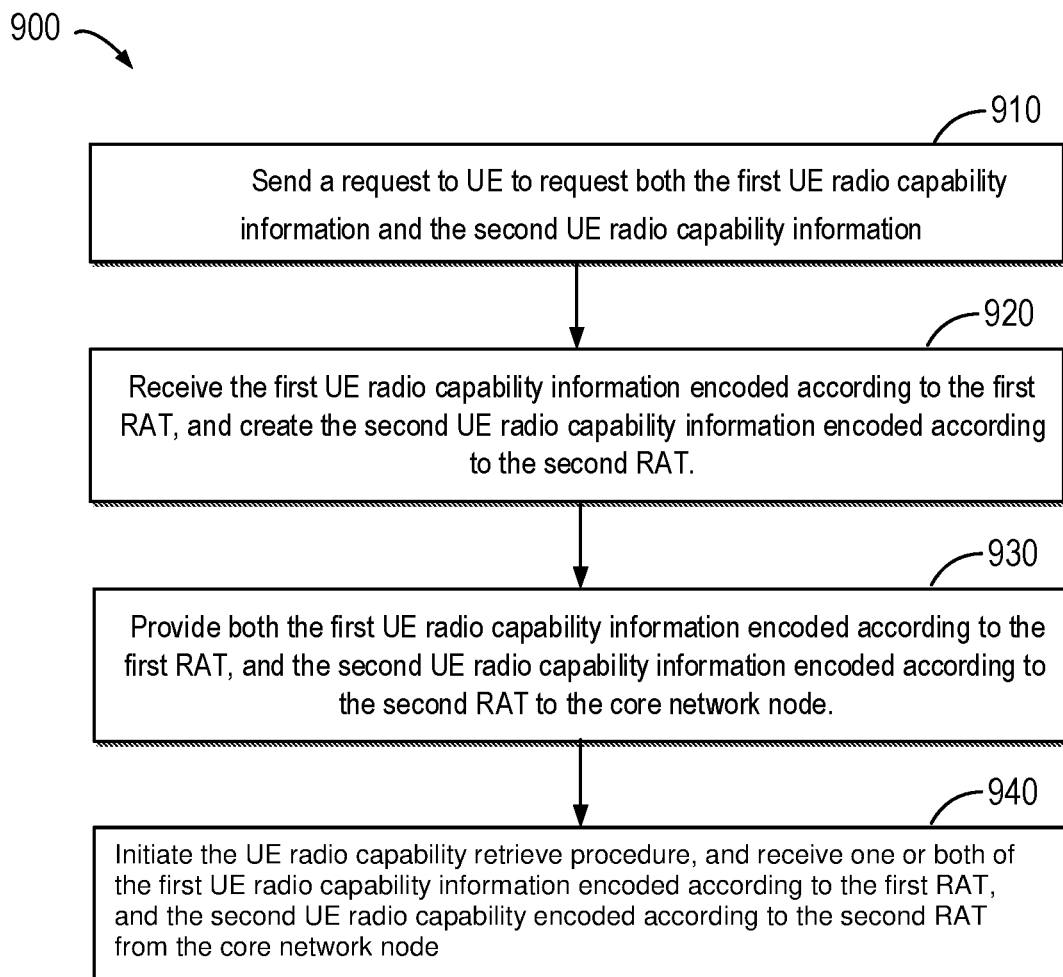 900
910
Send a request to UE to request both the first UE radio capability
information and the second UE radio capability information
920
Receive the first UE radio capability information encoded according to the first
RAT, and create the second UE radio capability information encoded according
to the second RAT.
930
Provide both the first UE radio capability information encoded according to the
first RAT, and the second UE radio capability information encoded according to
the second RAT to the core network node.
940
Initiate the UE radio capability retrieve procedure, and receive one or both of
the first UE radio capability information encoded according to the first RAT,
and the second UE radio capability encoded according to the second RAT
from the core network node